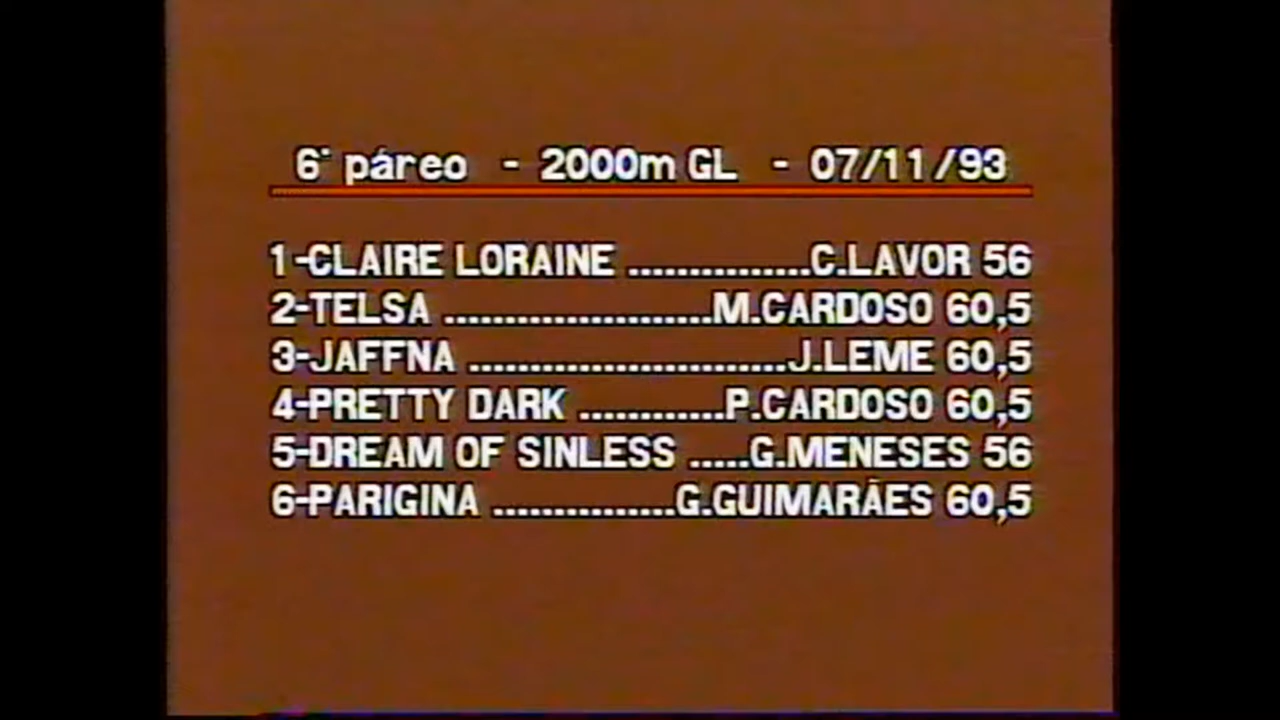 6° páreo - 2000m GL - 07/11/93
1-CLAIRE LORAINE ...............C.LAVOR 56
2-TELSA ......................M.CARDOSO 60,5
3-JAFFNA ..........................J.LEME 60,5
4-PRETTY DARK ............P.CARDOSO 60,5
5-DREAM OF SINLESS .....G.MENESES 56
6-PARIGINA ...............G.GUIMARÃES 60,5